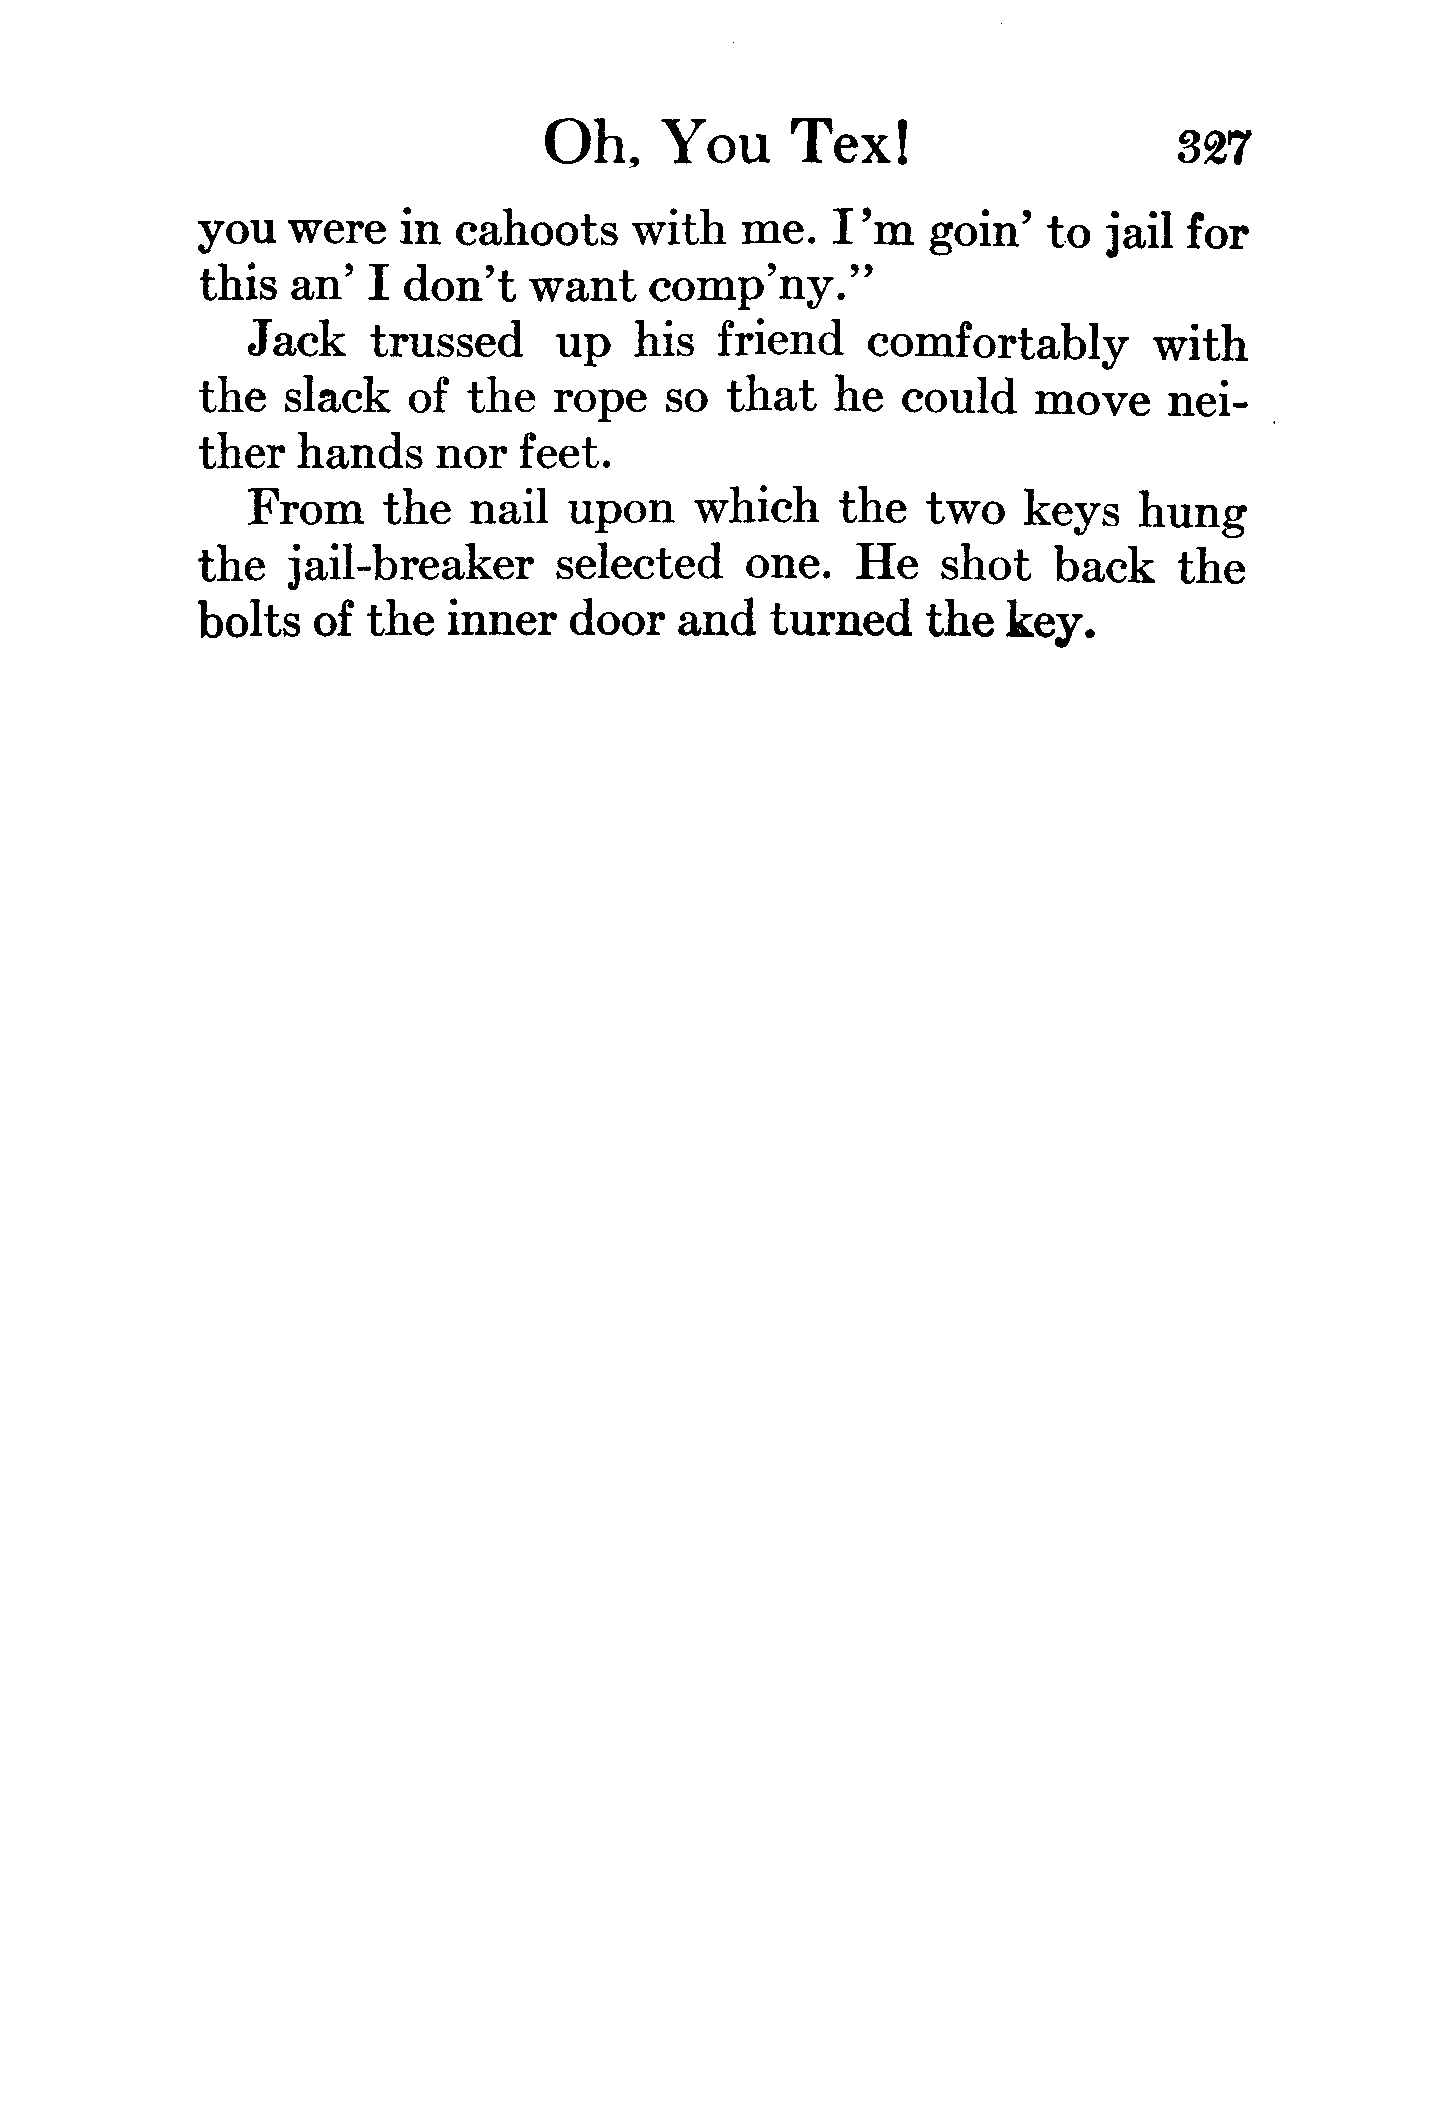 Oh, You Tex! 327
you were in cahoots with me. I'm goin' to jail for
this an' I don't want comp'ny."
Jack trussed up his friend comfortably with
the slack of the rope so that he could move nei-
ther hands nor feet.
From the nail upon which the two keys hung
the jail-breaker selected one. He shot back the
bolts of the inner door and turned the key.